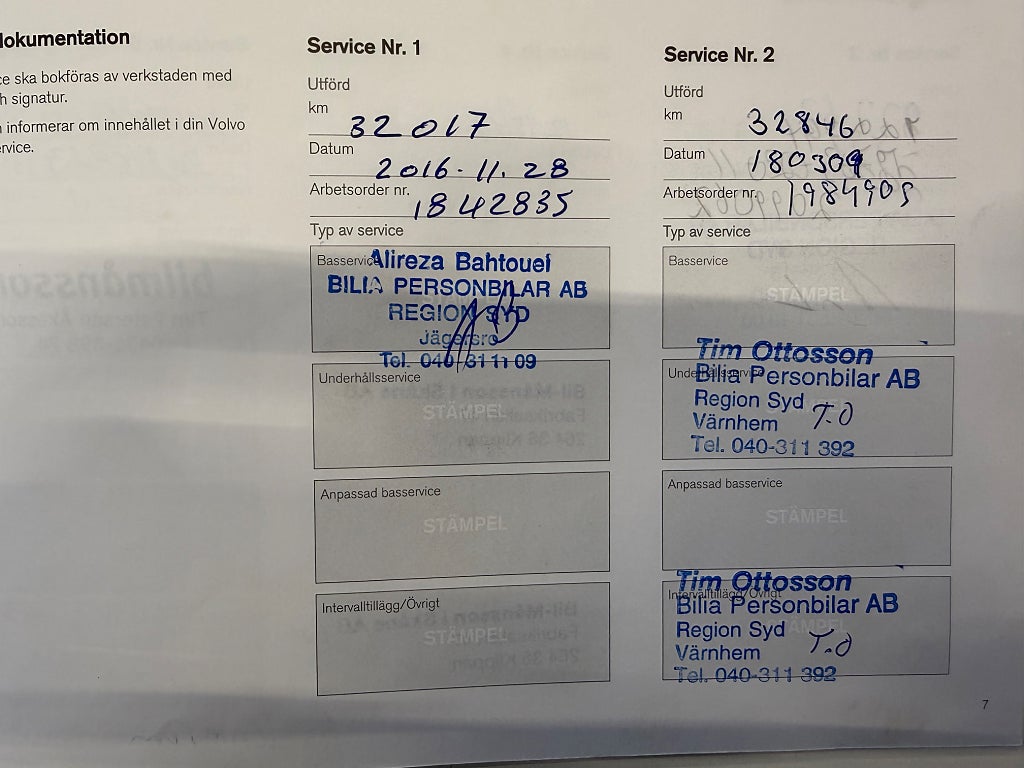 dokumentation
ce ska bokföras av verkstaden med
h signatur.
informerar om innehållet i din Volvo
rvice.
Service Nr. 1
Utförd
km
32017
Datum
2016.11.28
Arbetsorder nr.
1842835
Typ av service
Basservice
Alireza Bahtouei
BILIA PERSONBILAR AB
REGION SYD
Jägersro
Tel. 040 31 11 09
Underhållsservice
STÄMPEL
Anpassad basservice
STÄMPEL
Intervalltillägg/Övrigt
STÄMPEL
Service Nr. 2
Utförd
km
32846
Datum
180309
Arbetsorder nr.
1984905
Typ av service
Basservice
STÄMPEL
Tim Ottosson
Underhållsservice
Bilia Personbilar AB
Region Syd
T.O
Värnhem
Tel. 040-311 392
Anpassad basservice
STÄMPEL
Tim Ottosson
Intervalltillägg/Övrigt
Bilia Personbilar AB
Region Syd
STÄMPEL
T.O
Värnhem
Tel. 040-311 392
7